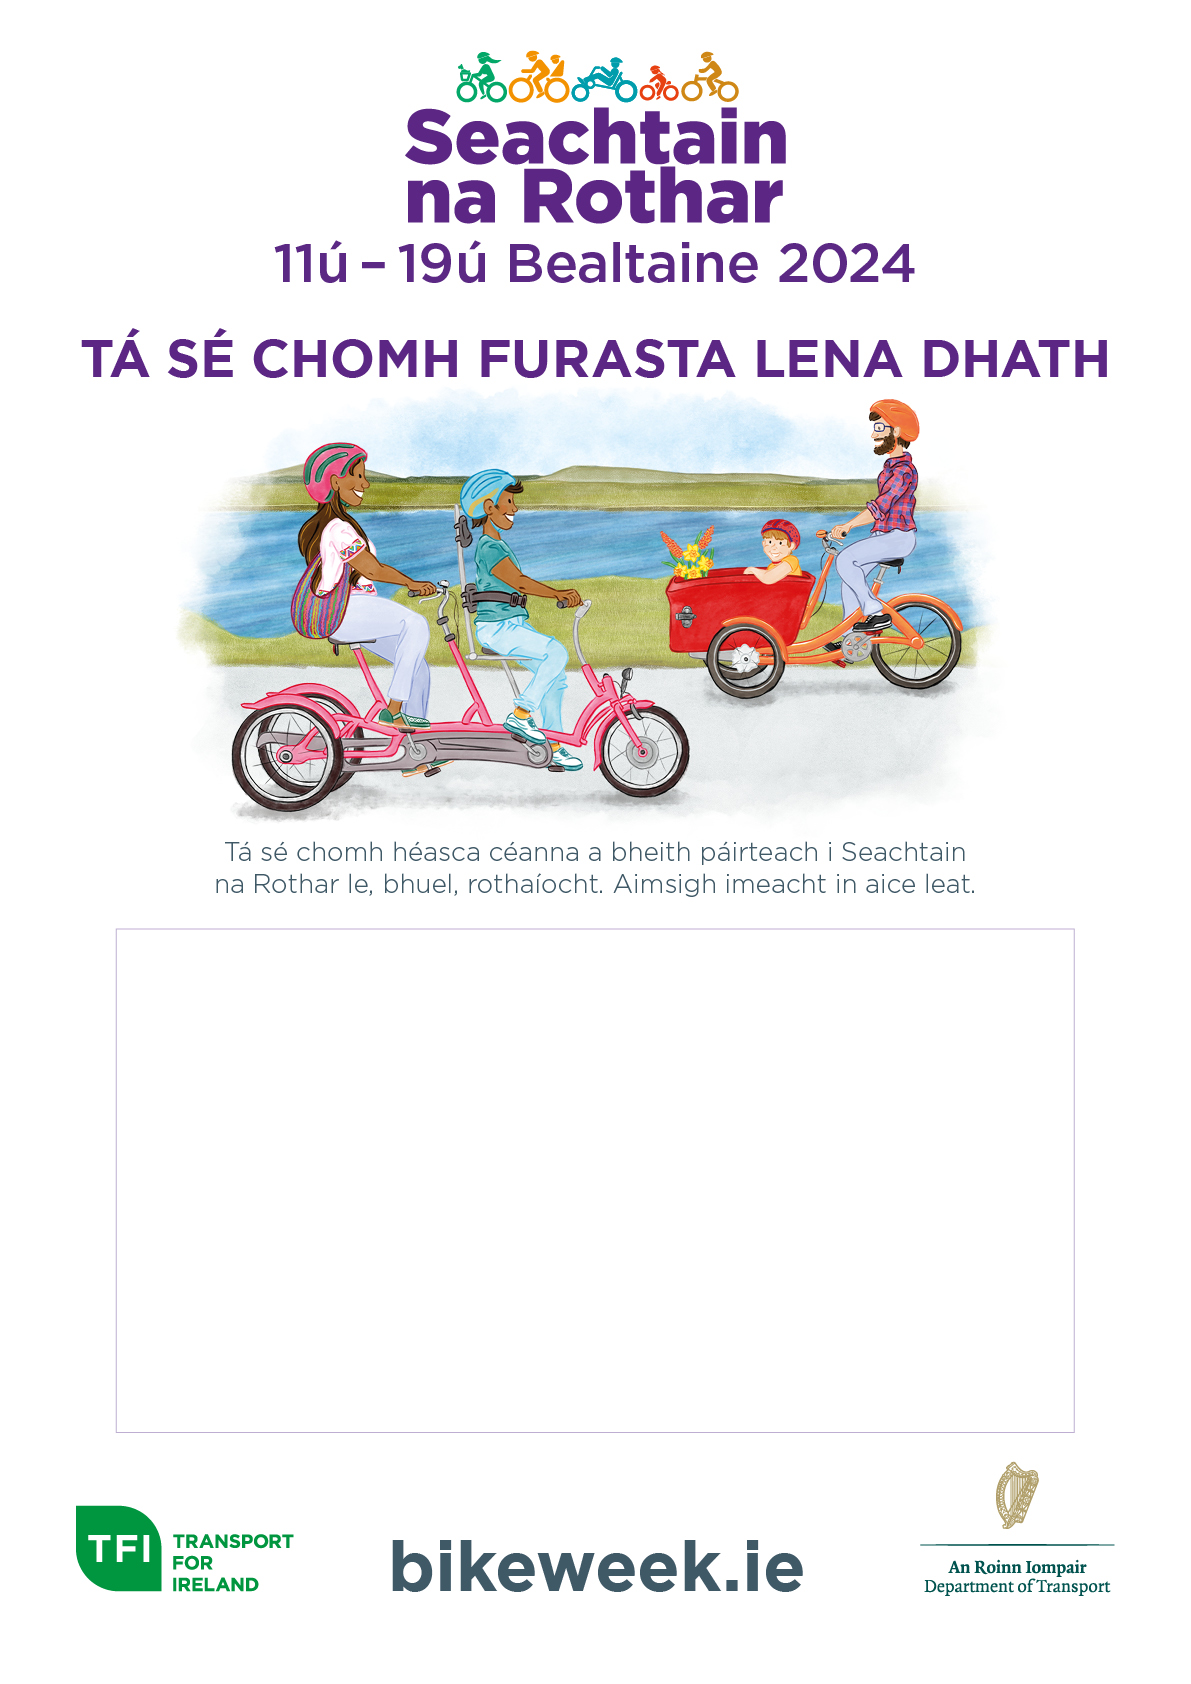 Seachtain
na Rothar
11ú – 19ú Bealtaine 2024
TÁ SÉ CHOMH FURASTA LENA DHATH
Tá sé chomh héasca céanna a bheith páirteach i Seachtain
na Rothar le, bhuel, rothaíocht. Aimsigh imeacht in aice leat.
TFI
TRANSPORT
FOR
IRELAND
bikeweek.ie
An Roinn Iompair
Department of Transport